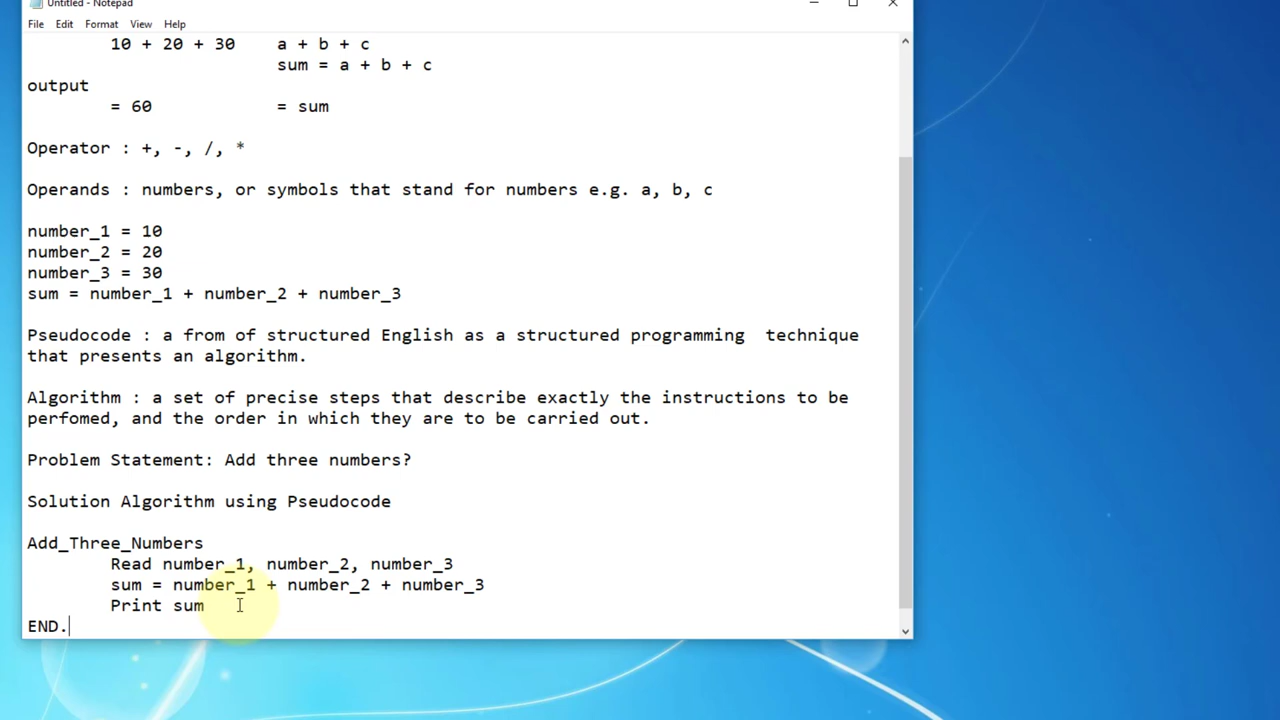 Untitled - Notepad
File Edit Format View Help
10 + 20 + 30 a + b + c
sum = a + b + c
output
= 60 = sum
Operator : +, -, /, *
Operands : numbers, or symbols that stand for numbers e.g. a, b, c
number_1 = 10
number_2 = 20
number_3 = 30
sum = number_1 + number_2 + number_3
Pseudocode : a from of structured English as a structured programming  technique
that presents an algorithm.
Algorithm : a set of precise steps that describe exactly the instructions to be
perfomed, and the order in which they are to be carried out.
Problem Statement: Add three numbers?
Solution Algorithm using Pseudocode
Add_Three_Numbers
Read number_1, number_2, number_3
sum = number_1 + number_2 + number_3
Print sum
END.